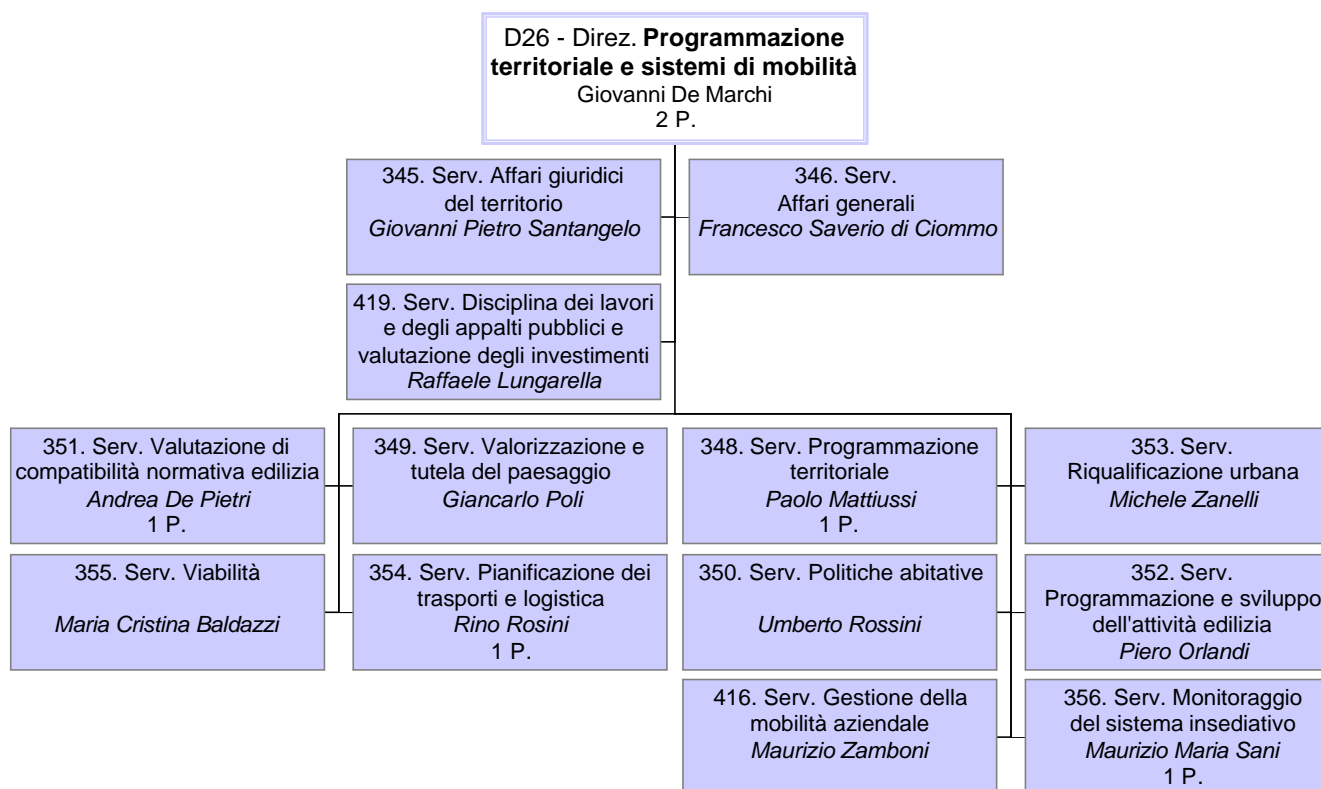 D26 - Direz. Programmazione
territoriale e sistemi di mobilità
Giovanni De Marchi
2 P.
345. Serv. Affari giuridici
del territorio
Giovanni Pietro Santangelo
346. Serv.
Affari generali
Francesco Saverio di Ciommo
419. Serv. Disciplina dei lavori
e degli appalti pubblici e
valutazione degli investimenti
Raffaele Lungarella
351. Serv. Valutazione di
compatibilità normativa edilizia
Andrea De Pietri
1 P.
349. Serv. Valorizzazione e
tutela del paesaggio
Giancarlo Poli
348. Serv. Programmazione
territoriale
Paolo Mattiussi
1 P.
353. Serv.
Riqualificazione urbana
Michele Zanelli
355. Serv. Viabilità
Maria Cristina Baldazzi
354. Serv. Pianificazione dei
trasporti e logistica
Rino Rosini
1 P.
350. Serv. Politiche abitative
Umberto Rossini
352. Serv.
Programmazione e sviluppo
dell'attività edilizia
Piero Orlandi
416. Serv. Gestione della
mobilità aziendale
Maurizio Zamboni
356. Serv. Monitoraggio
del sistema insediativo
Maurizio Maria Sani
1 P.